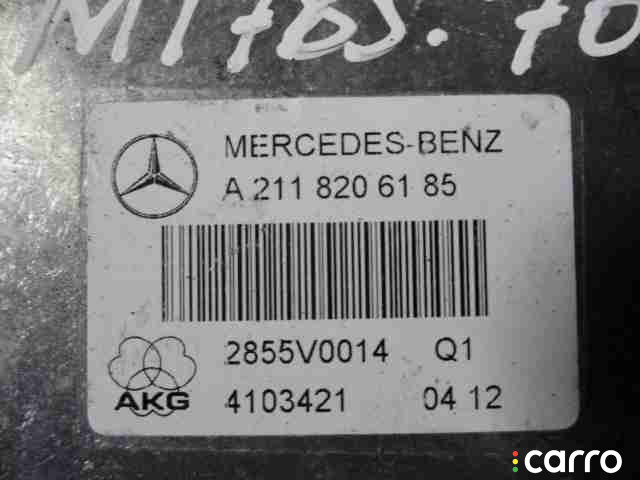 MERCEDES-BENZ
A 211 820 61 85
2855V0014 Q1
AKG 4103421 04 12
carro